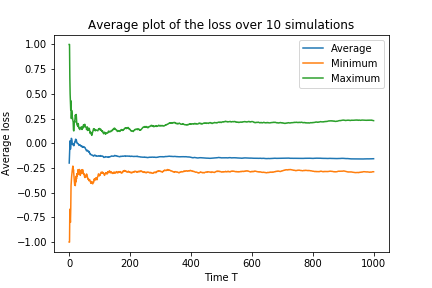 Average plot of the loss over 10 simulations
Average
Minimum
Maximum
1.00
0.75
0.50
0.25
0.00
−0.25
−0.50
−0.75
−1.00
Average loss
0 200 400 600 800 1000
Time T